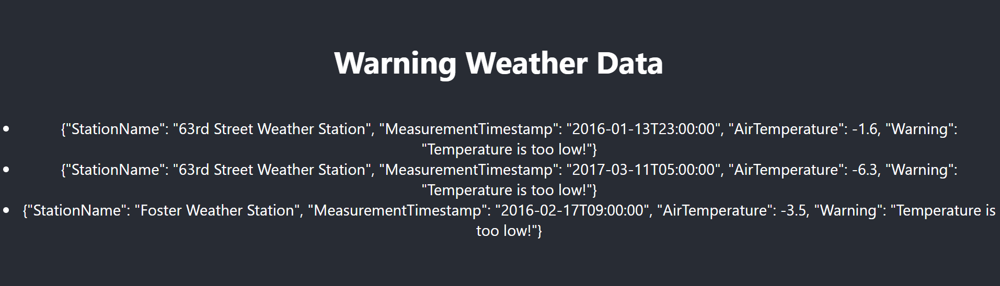 Warning Weather Data
{"StationName": "63rd Street Weather Station", "MeasurementTimestamp": "2016-01-13T23:00:00", "AirTemperature": -1.6, "Warning":
"Temperature is too low!"}
{"StationName": "63rd Street Weather Station", "MeasurementTimestamp": "2017-03-11T05:00:00", "AirTemperature": -6.3, "Warning":
"Temperature is too low!"}
{"StationName": "Foster Weather Station", "MeasurementTimestamp": "2016-02-17T09:00:00", "AirTemperature": -3.5, "Warning": "Temperature is
too low!"}